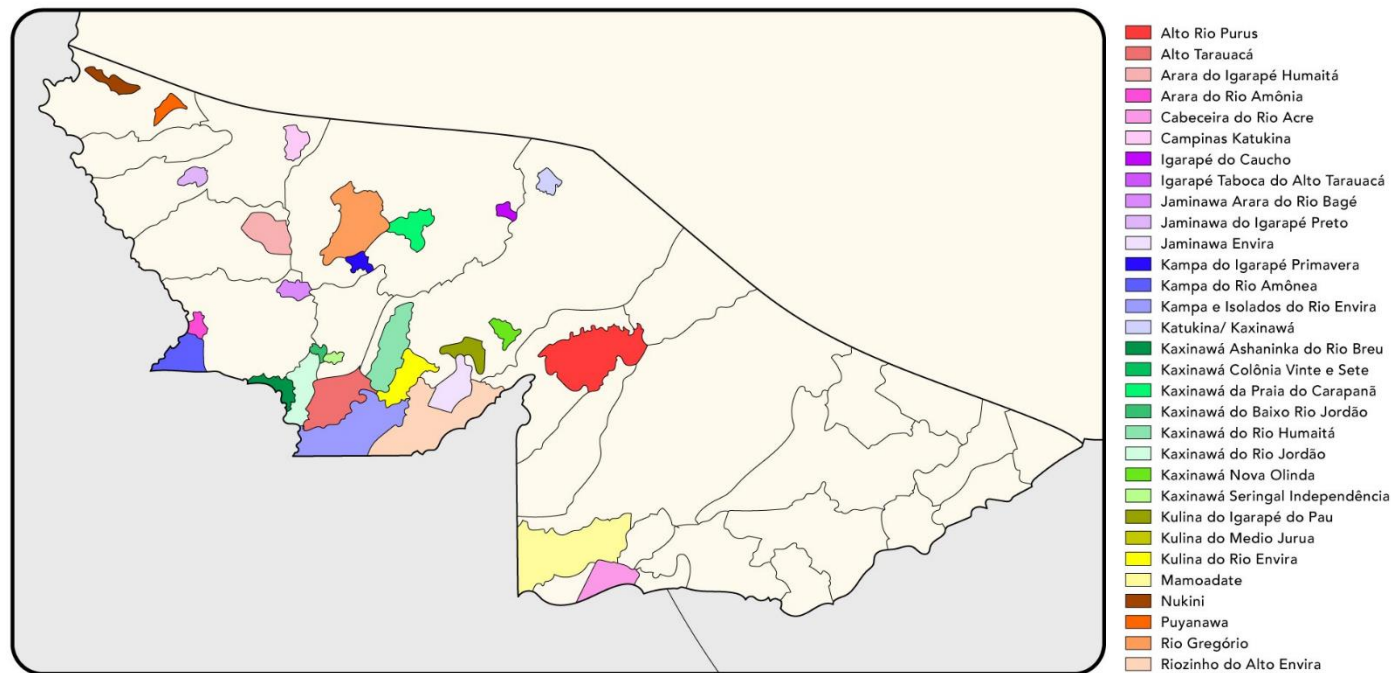 Alto Rio Purus
Alto Tarauacá
Arara do Igarapé Humaitá
Arara do Rio Amônia
Cabeceira do Rio Acre
Campinas Katukina
Igarapé do Caucho
Igarapé Taboca do Alto Tarauacá
Jaminawa Arara do Rio Bagé
Jaminawa do Igarapé Preto
Jaminawa Envira
Kampa do Igarapé Primavera
Kampa do Rio Amônea
Kampa e Isolados do Rio Envira
Katukina/ Kaxinawá
Kaxinawá Ashaninka do Rio Breu
Kaxinawá Colônia Vinte e Sete
Kaxinawá da Praia do Carapanã
Kaxinawá do Baixo Rio Jordão
Kaxinawá do Rio Humaitá
Kaxinawá do Rio Jordão
Kaxinawá Nova Olinda
Kaxinawá Seringal Independência
Kulina do Igarapé do Pau
Kulina do Medio Jurua
Kulina do Rio Envira
Mamoadate
Nukini
Puyanawa
Rio Gregório
Riozinho do Alto Envira